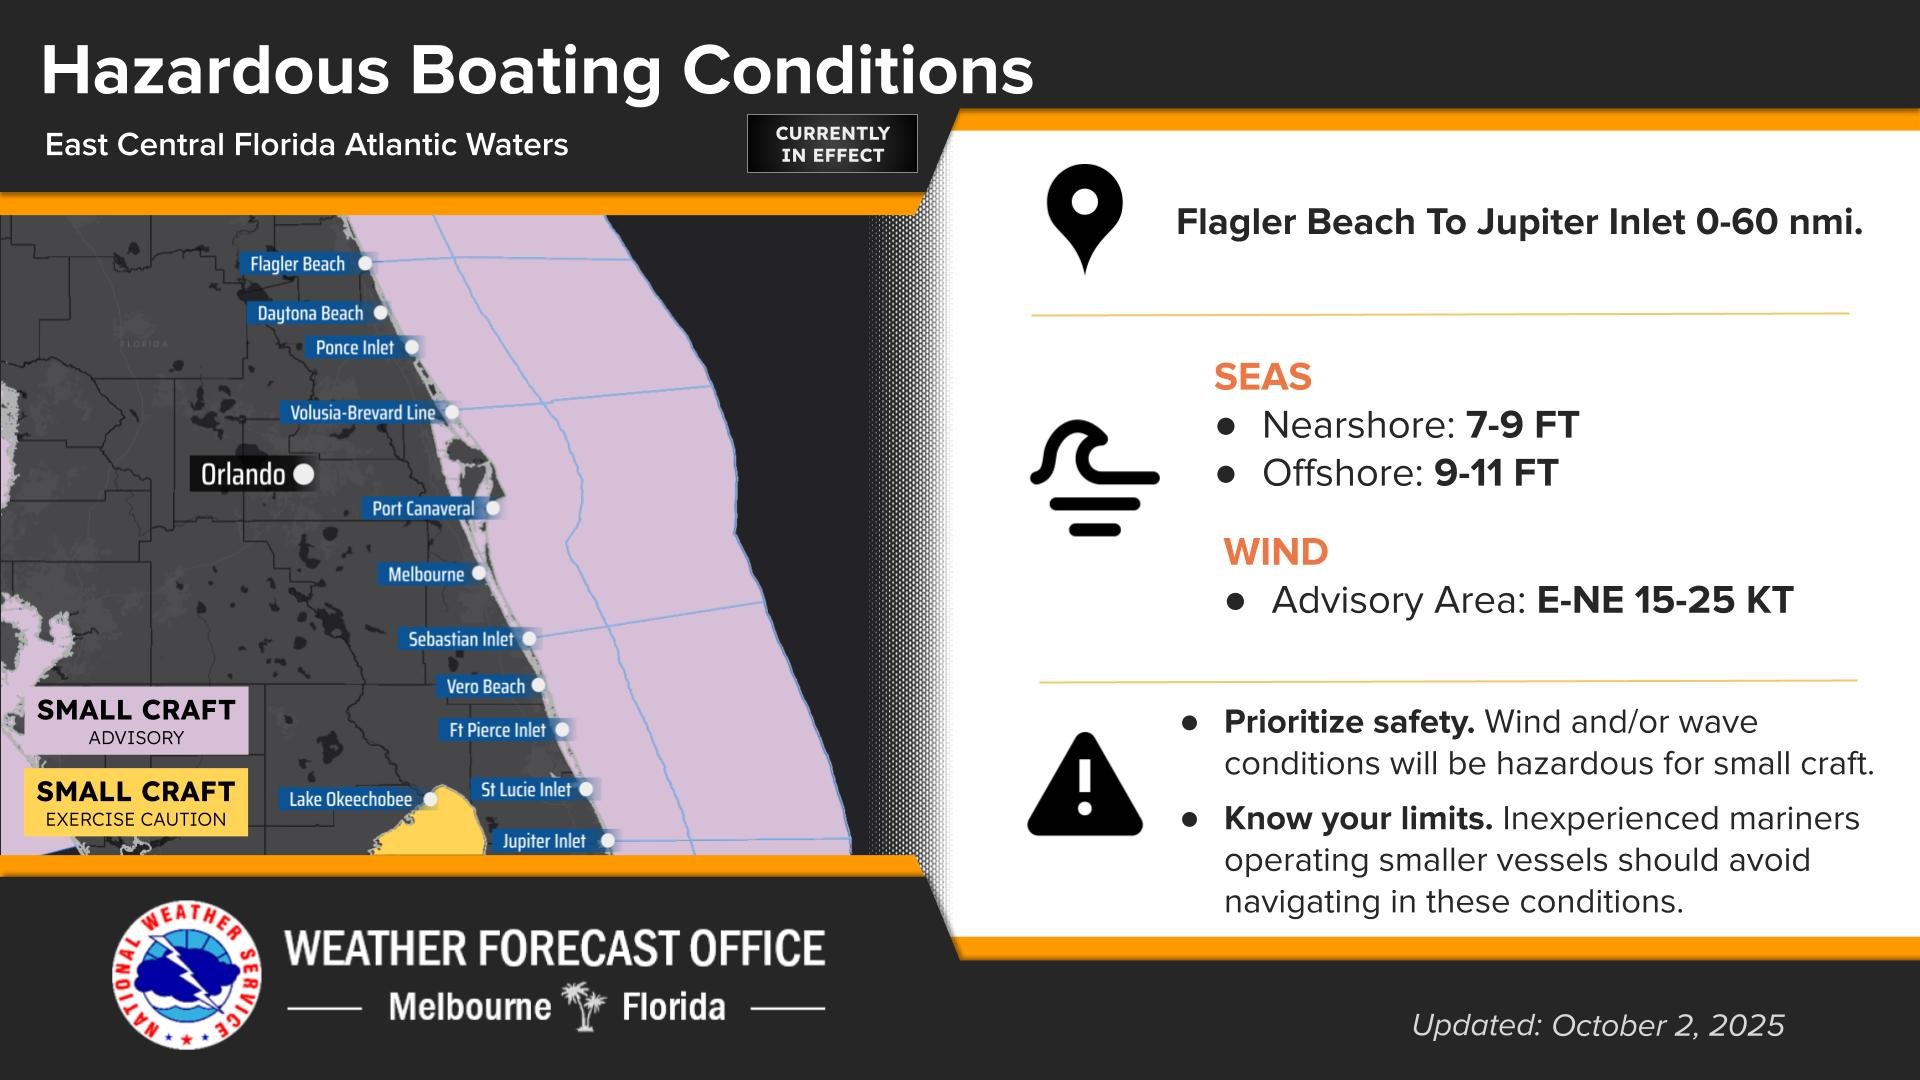 Hazardous Boating Conditions
East Central Florida Atlantic Waters
CURRENTLY
IN EFFECT
Flagler Beach
Daytona Beach
FLORIDA
Ponce Inlet
Volusia-Brevard Line
Orlando
Port Canaveral
Melbourne
Sebastian Inlet
Vero Beach
Ft Pierce Inlet
St Lucie Inlet
Lake Okeechobee
Jupiter Inlet
SMALL CRAFT
ADVISORY
SMALL CRAFT
EXERCISE CAUTION
Flagler Beach To Jupiter Inlet 0-60 nmi.
SEAS
● Nearshore: 7-9 FT
● Offshore: 9-11 FT
WIND
● Advisory Area: E-NE 15-25 KT
● Prioritize safety. Wind and/or wave
conditions will be hazardous for small craft.
● Know your limits. Inexperienced mariners
operating smaller vessels should avoid
navigating in these conditions.
NATIONAL WEATHER SERVICE
WEATHER FORECAST OFFICE
Melbourne Florida
Updated: October 2, 2025